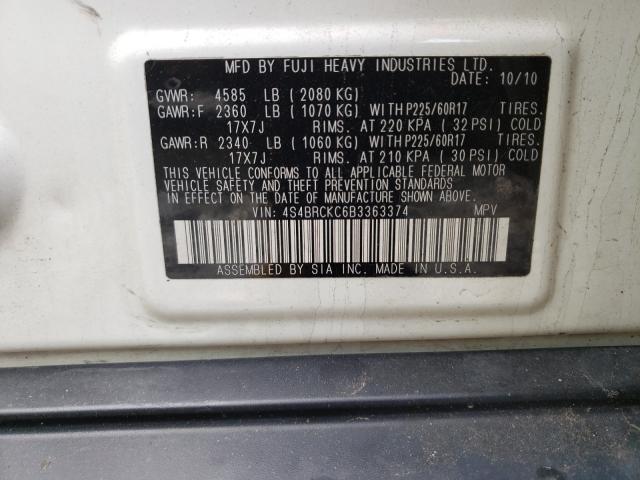 MFD BY FUJI HEAVY INDUSTRIES LTD.
DATE: 10/10
GVWR: 4585 LB ( 2080 KG)
GAWR:F 2360 LB ( 1070 KG) WITH P225/60R17 TIRES.
17X7J RIMS. AT 220 KPA ( 32 PSI) COLD.
GAWR:R 2340 LB ( 1060 KG) WITH P225/60R17 TIRES.
17X7J RIMS. AT 210 KPA ( 30 PSI) COLD.
THIS VEHICLE CONFORMS TO ALL APPLICABLE FEDERAL MOTOR
VEHICLE SAFETY AND THEFT PREVENTION STANDARDS
IN EFFECT ON THE DATE OF MANUFACTURE SHOWN ABOVE.
VIN: 4S4BRCKC6B3363374 MPV
ASSEMBLED BY SIA INC. MADE IN U.S.A.